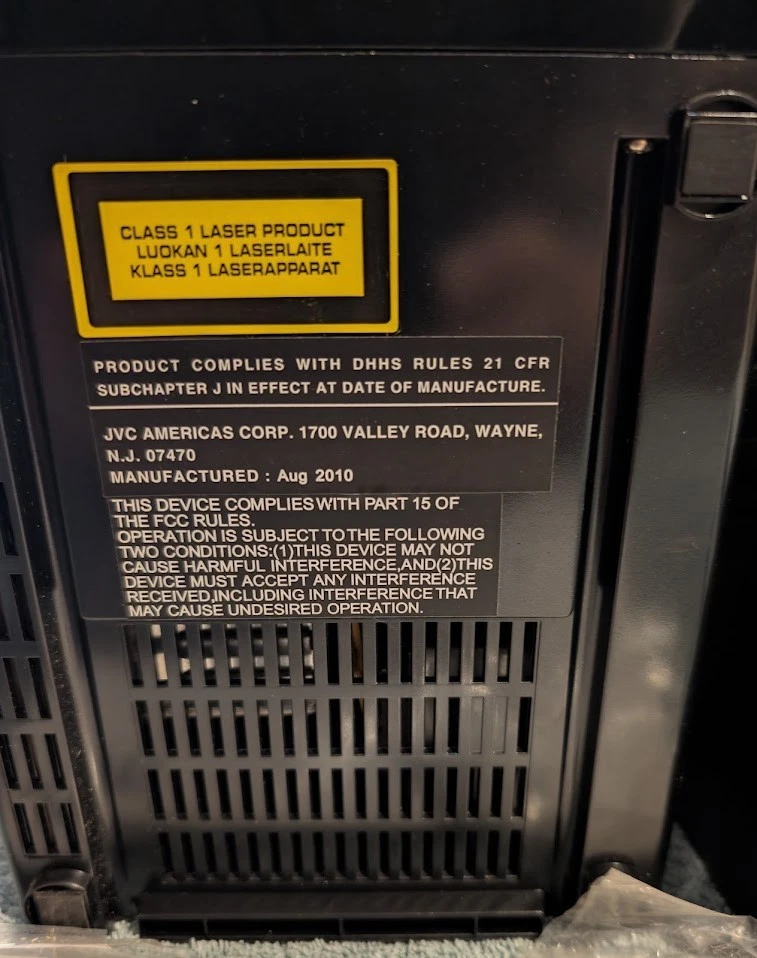 CLASS 1 LASER PRODUCT
LUOKAN 1 LASERLAITE
KLASS 1 LASERAPPARAT
PRODUCT COMPLIES WITH DHHS RULES 21 CFR
SUBCHAPTER J IN EFFECT AT DATE OF MANUFACTURE.
JVC AMERICAS CORP. 1700 VALLEY ROAD, WAYNE,
N.J. 07470
MANUFACTURED : Aug 2010
THIS DEVICE COMPLIES WITH PART 15 OF
THE FCC RULES.
OPERATION IS SUBJECT TO THE FOLLOWING
TWO CONDITIONS:(1)THIS DEVICE MAY NOT
CAUSE HARMFUL INTERFERENCE,AND(2)THIS
DEVICE MUST ACCEPT ANY INTERFERENCE
RECEIVED,INCLUDING INTERFERENCE THAT
MAY CAUSE UNDESIRED OPERATION.